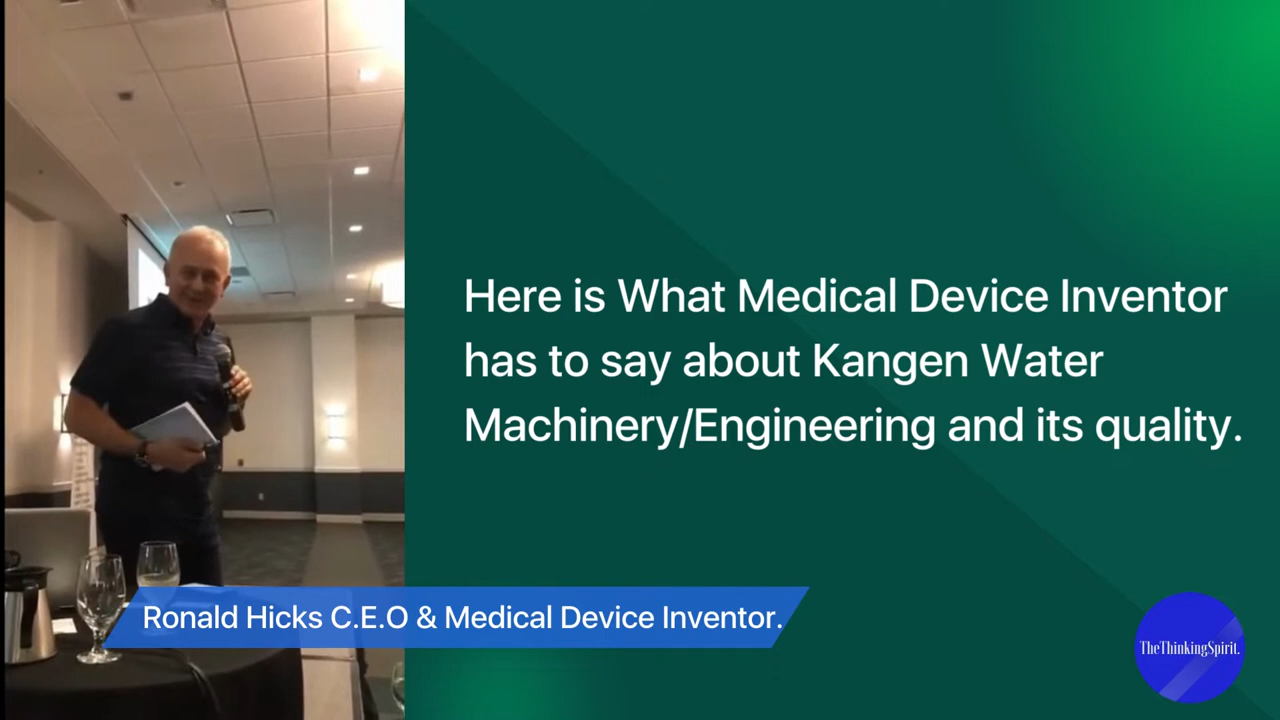 Here is What Medical Device Inventor
has to say about Kangen Water
Machinery/Engineering and its quality.
Ronald Hicks C.E.O & Medical Device Inventor.
TheThinkingSpirit.